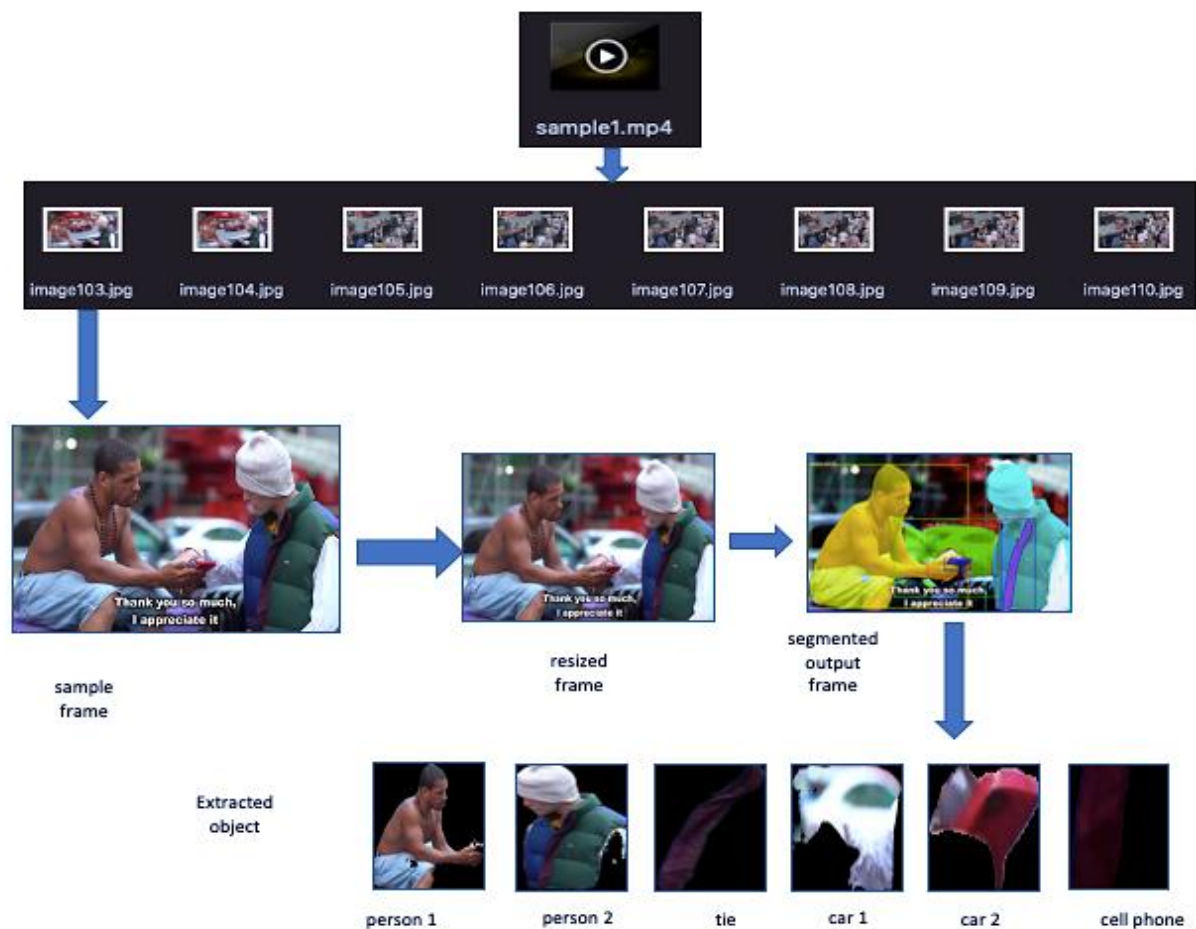 sample1.mp4
image103.jpg
image104.jpg
image105.jpg
image106.jpg
image107.jpg
image108.jpg
image109.jpg
image110.jpg
Thank you so much,
I appreciate it
Thank you so much,
I appreciate it
Thank you so much,
I appreciate it
sample
frame
resized
frame
segmented
output
frame
Extracted
object
person 1
person 2
tie
car 1
car 2
cell phone